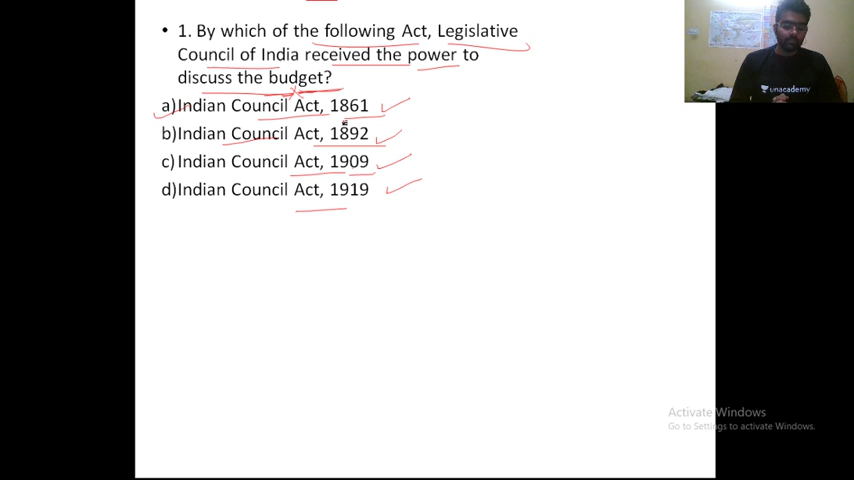 • 1. By which of the following Act, Legislative
Council of India received the power to
discuss the budget?
a)Indian Council Act, 1861
b)Indian Council Act, 1892
c)Indian Council Act, 1909
d)Indian Council Act, 1919
unacademy
Activate Windows
Go to Settings to activate Windows.